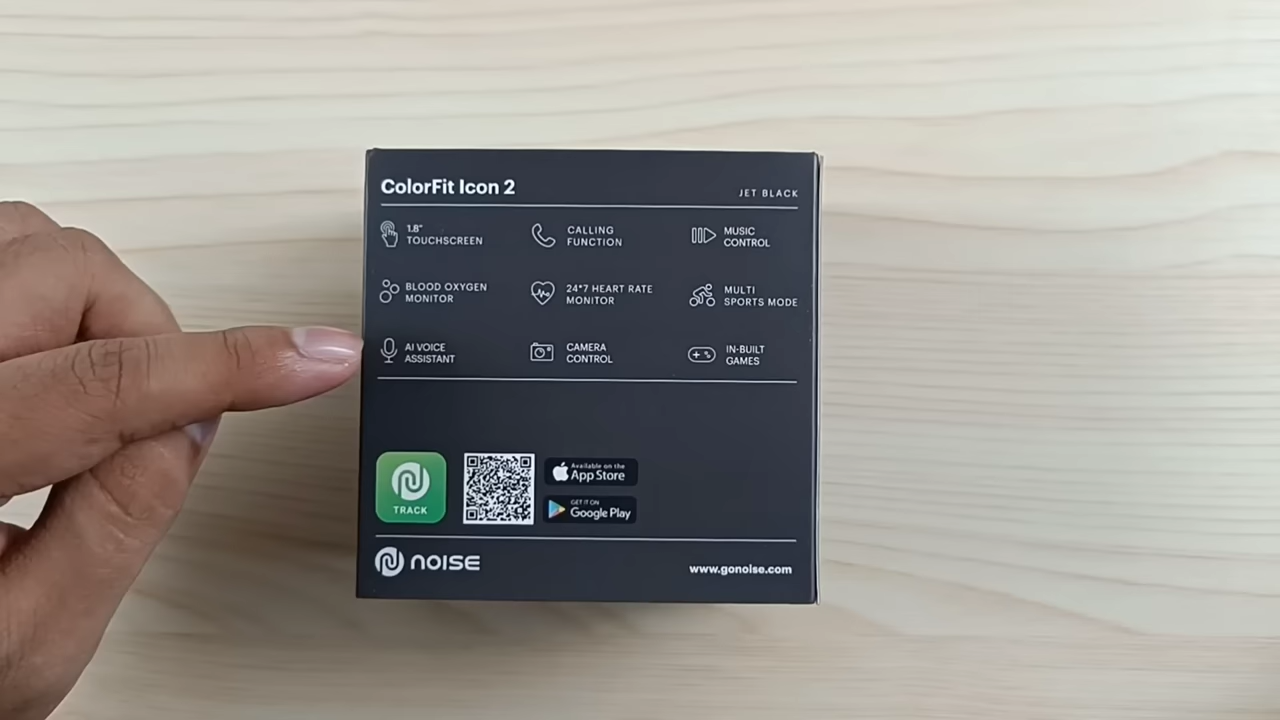 ColorFit Icon 2
JET BLACK
1.8"
TOUCHSCREEN
CALLING
FUNCTION
MUSIC
CONTROL
BLOOD OXYGEN
MONITOR
24*7 HEART RATE
MONITOR
MULTI
SPORTS MODE
AI VOICE
ASSISTANT
CAMERA
CONTROL
IN-BUILT
GAMES
TRACK
Available on the
App Store
GET IT ON
Google Play
NOISE
www.gonoise.com